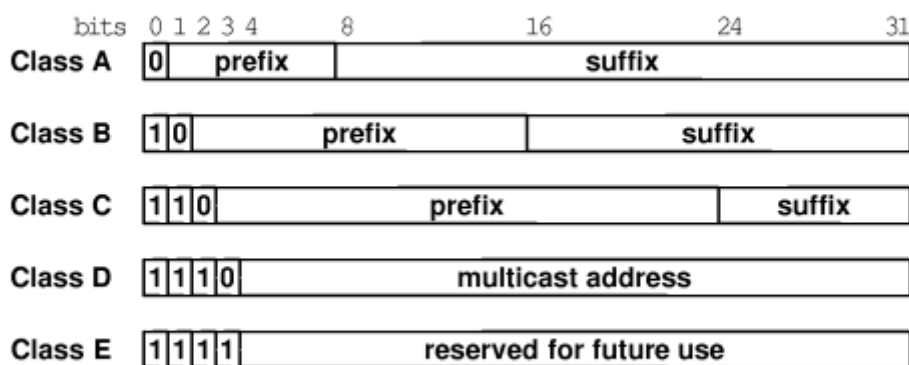 bits 0 1 2 3 4 8 16 24 31
Class A 0 prefix suffix
Class B 1 0 prefix suffix
Class C 1 1 0 prefix suffix
Class D 1 1 1 0 multicast address
Class E 1 1 1 1 reserved for future use